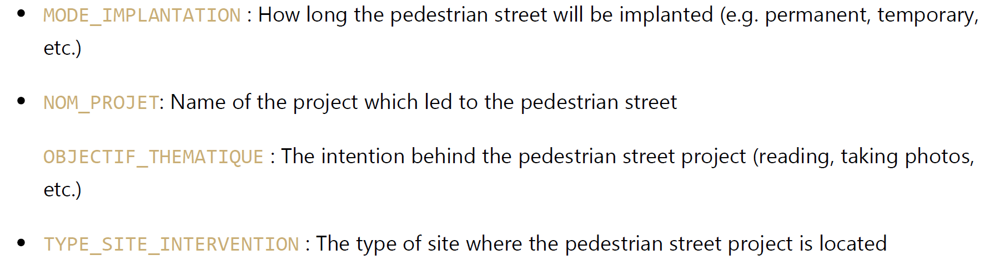 • MODE_IMPLANTATION : How long the pedestrian street will be implanted (e.g. permanent, temporary,
etc.)
• NOM_PROJET: Name of the project which led to the pedestrian street
OBJECTIF_THEMATIQUE : The intention behind the pedestrian street project (reading, taking photos,
etc.)
• TYPE_SITE_INTERVENTION : The type of site where the pedestrian street project is located